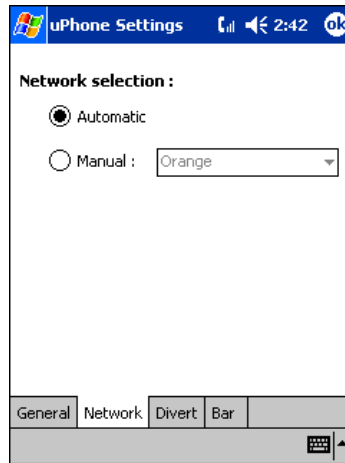 uPhone Settings 2:42 ok
Network selection :
Automatic
Manual : Orange
General Network Divert Bar